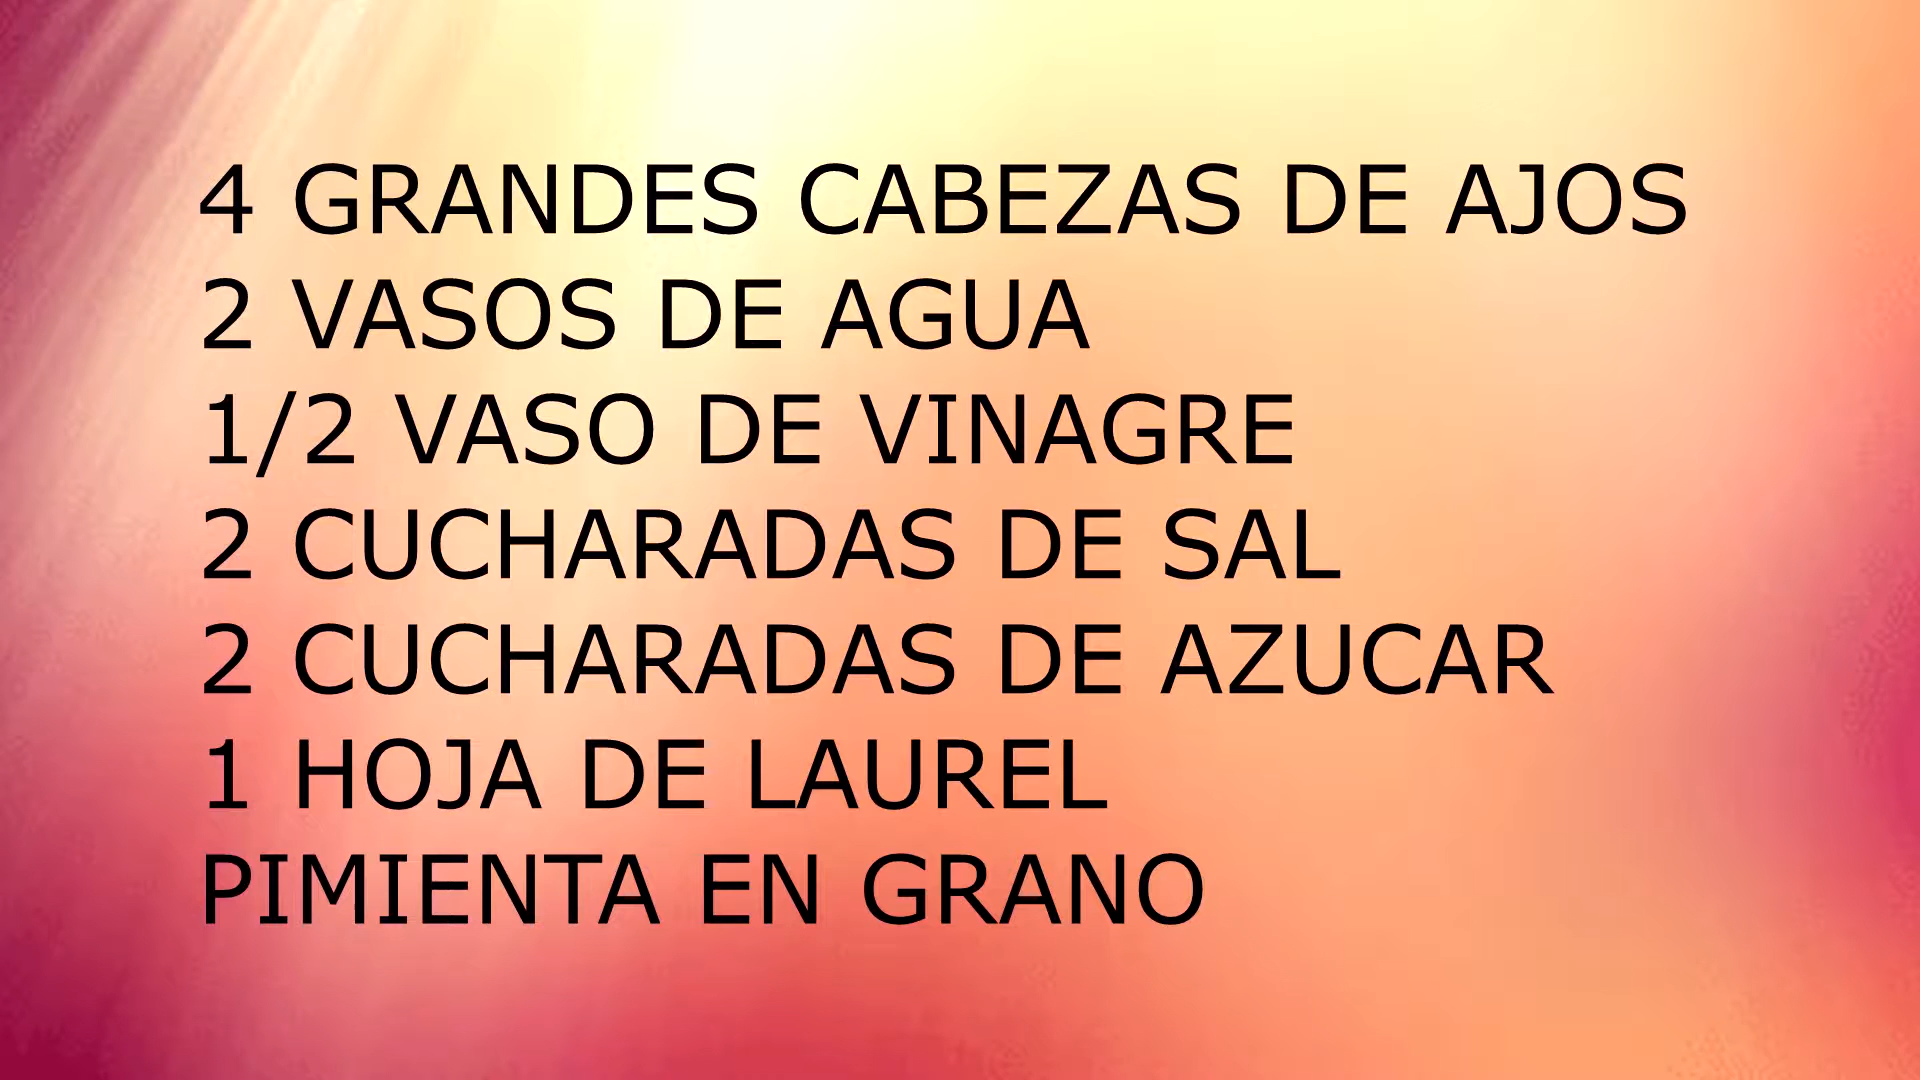 4 GRANDES CABEZAS DE AJOS
2 VASOS DE AGUA
1/2 VASO DE VINAGRE
2 CUCHARADAS DE SAL
2 CUCHARADAS DE AZUCAR
1 HOJA DE LAUREL
PIMIENTA EN GRANO